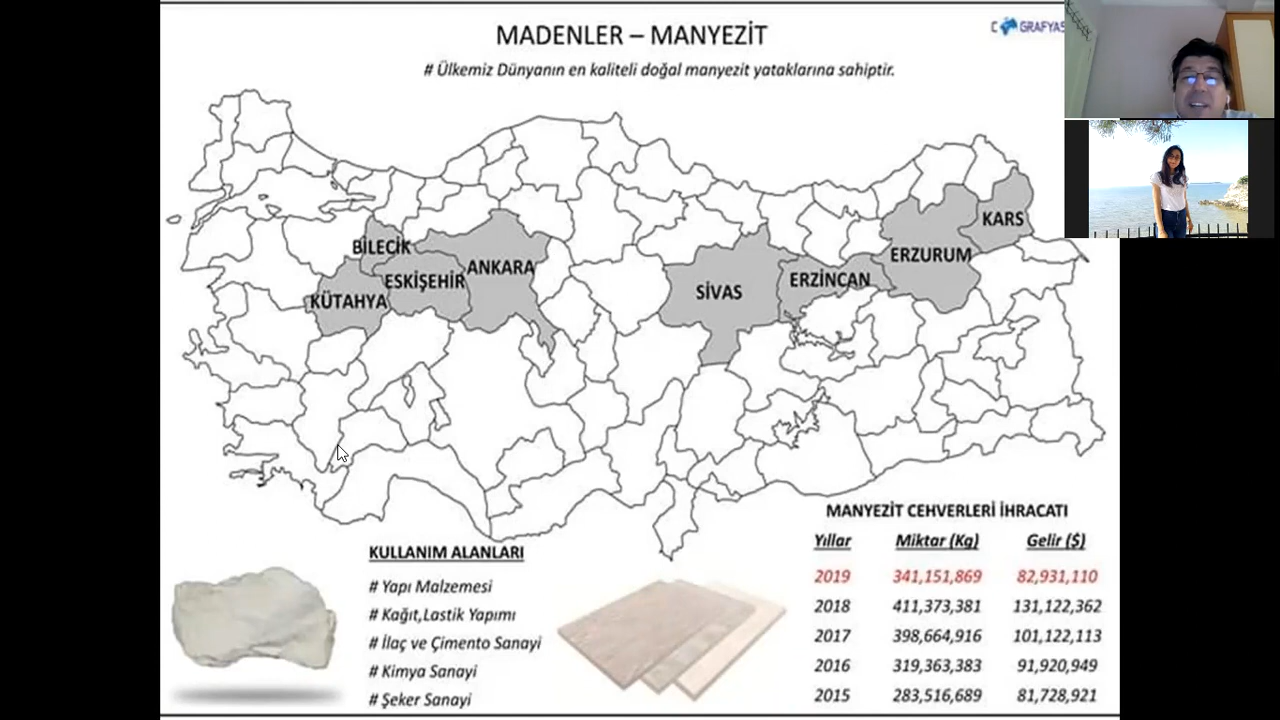 MADENLER – MANYEZİT
C GRAFYAS
# Ülkemiz Dünyanın en kaliteli doğal manyezit yataklarına sahiptir.
KARS
BİLECİK
ERZURUM
ANKARA
ESKİŞEHİR
ERZİNCAN
SİVAS
KÜTAHYA
MANYEZİT CEHVERLERİ İHRACATI
Yıllar Miktar (Kg) Gelir ($)
2019 341,151,869 82,931,110
2018 411,373,381 131,122,362
2017 398,664,916 101,122,113
2016 319,363,383 91,920,949
2015 283,516,689 81,728,921
KULLANIM ALANLARI
# Yapı Malzemesi
# Kağıt,Lastik Yapımı
# İlaç ve Çimento Sanayi
# Kimya Sanayi
# Şeker Sanayi